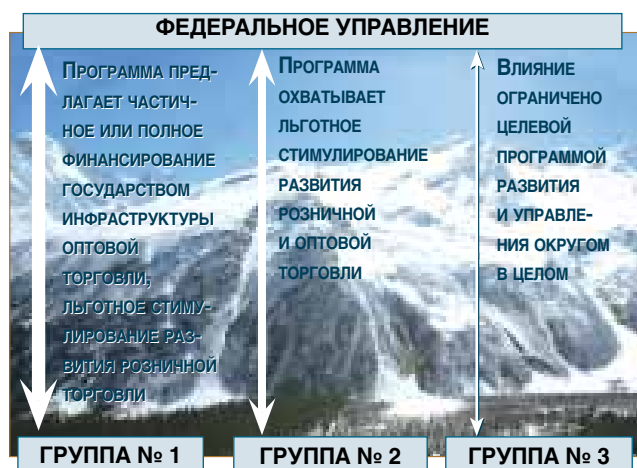 ФЕДЕРАЛЬНОЕ УПРАВЛЕНИЕ
ПРОГРАММА ПРЕД-
ЛАГАЕТ ЧАСТИЧ-
НОЕ ИЛИ ПОЛНОЕ
ФИНАНСИРОВАНИЕ
ГОСУДАРСТВОМ
ИНФРАСТРУКТУРЫ
ОПТОВОЙ
ТОРГОВЛИ,
ЛЬГОТНОЕ СТИМУ-
ЛИРОВАНИЕ РАЗ-
ВИТИЯ РОЗНИЧНОЙ
ТОРГОВЛИ
ПРОГРАММА
ОХВАТЫВАЕТ
ЛЬГОТНОЕ
СТИМУЛИРОВАНИЕ
РАЗВИТИЯ
РОЗНИЧНОЙ
И ОПТОВОЙ
ТОРГОВЛИ
ВЛИЯНИЕ
ОГРАНИЧЕНО
ЦЕЛЕВОЙ
ПРОГРАММОЙ
РАЗВИТИЯ
И УПРАВЛЕ-
НИЯ ОКРУГОМ
В ЦЕЛОМ
ГРУППА № 1
ГРУППА № 2
ГРУППА № 3